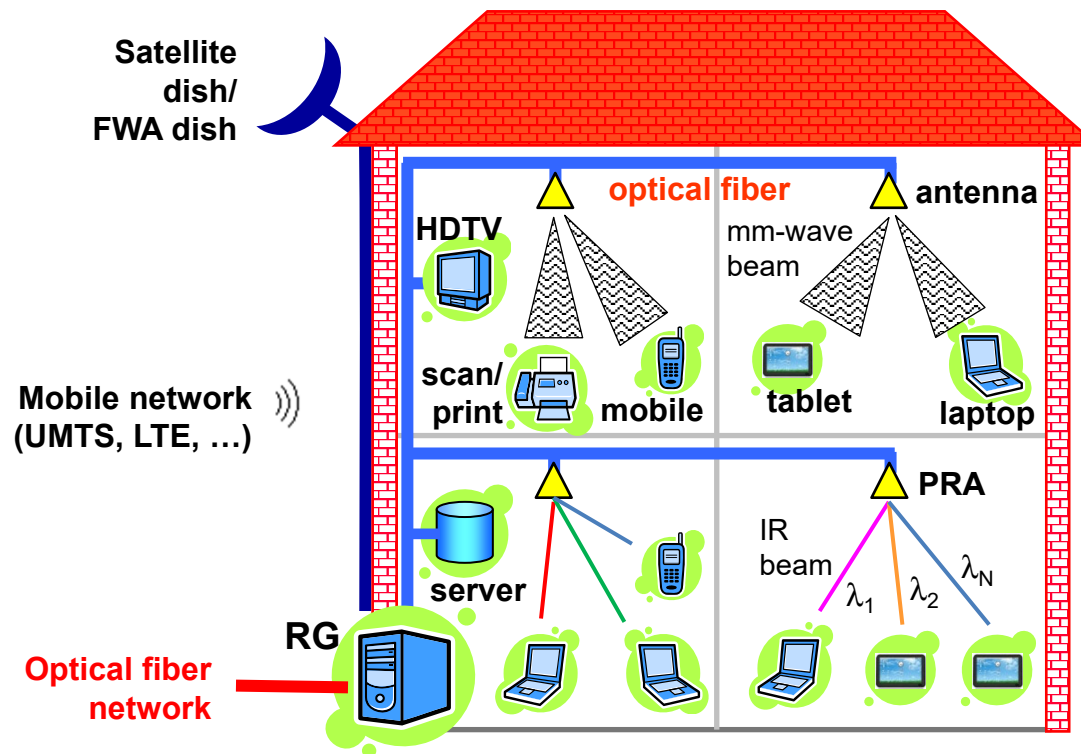 Satellite
dish/
FWA dish
optical fiber
antenna
HDTV
mm-wave
beam
scan/
print
mobile
tablet
laptop
Mobile network
(UMTS, LTE, …)
PRA
IR
beam
λ1
λ2
λN
server
RG
Optical fiber
network